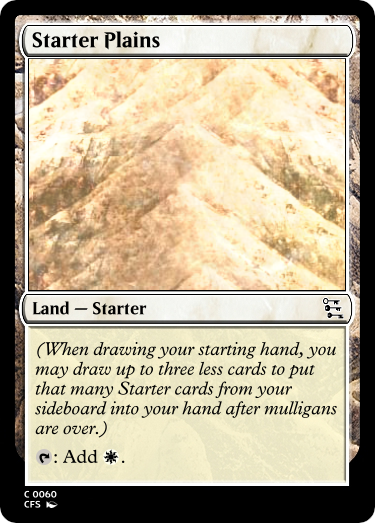 Starter Plains
Land — Starter
(When drawing your starting hand, you
may draw up to three less cards to put
that many Starter cards from your
sideboard into your hand after mulligans
are over.)
: Add .
C 0060
CFS